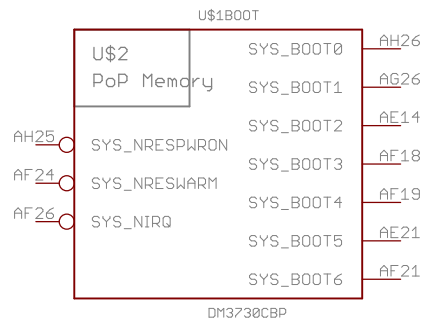 U$1BOOT
U$2
PoP Memory
SYS_BOOT0 AH26
SYS_BOOT1 AG26
SYS_BOOT2 AE14
AH25 SYS_NRESPWRON
SYS_BOOT3 AF18
AF24 SYS_NRESWARM
SYS_BOOT4 AF19
AF26 SYS_NIRQ
SYS_BOOT5 AE21
SYS_BOOT6 AF21
DM3730CBP